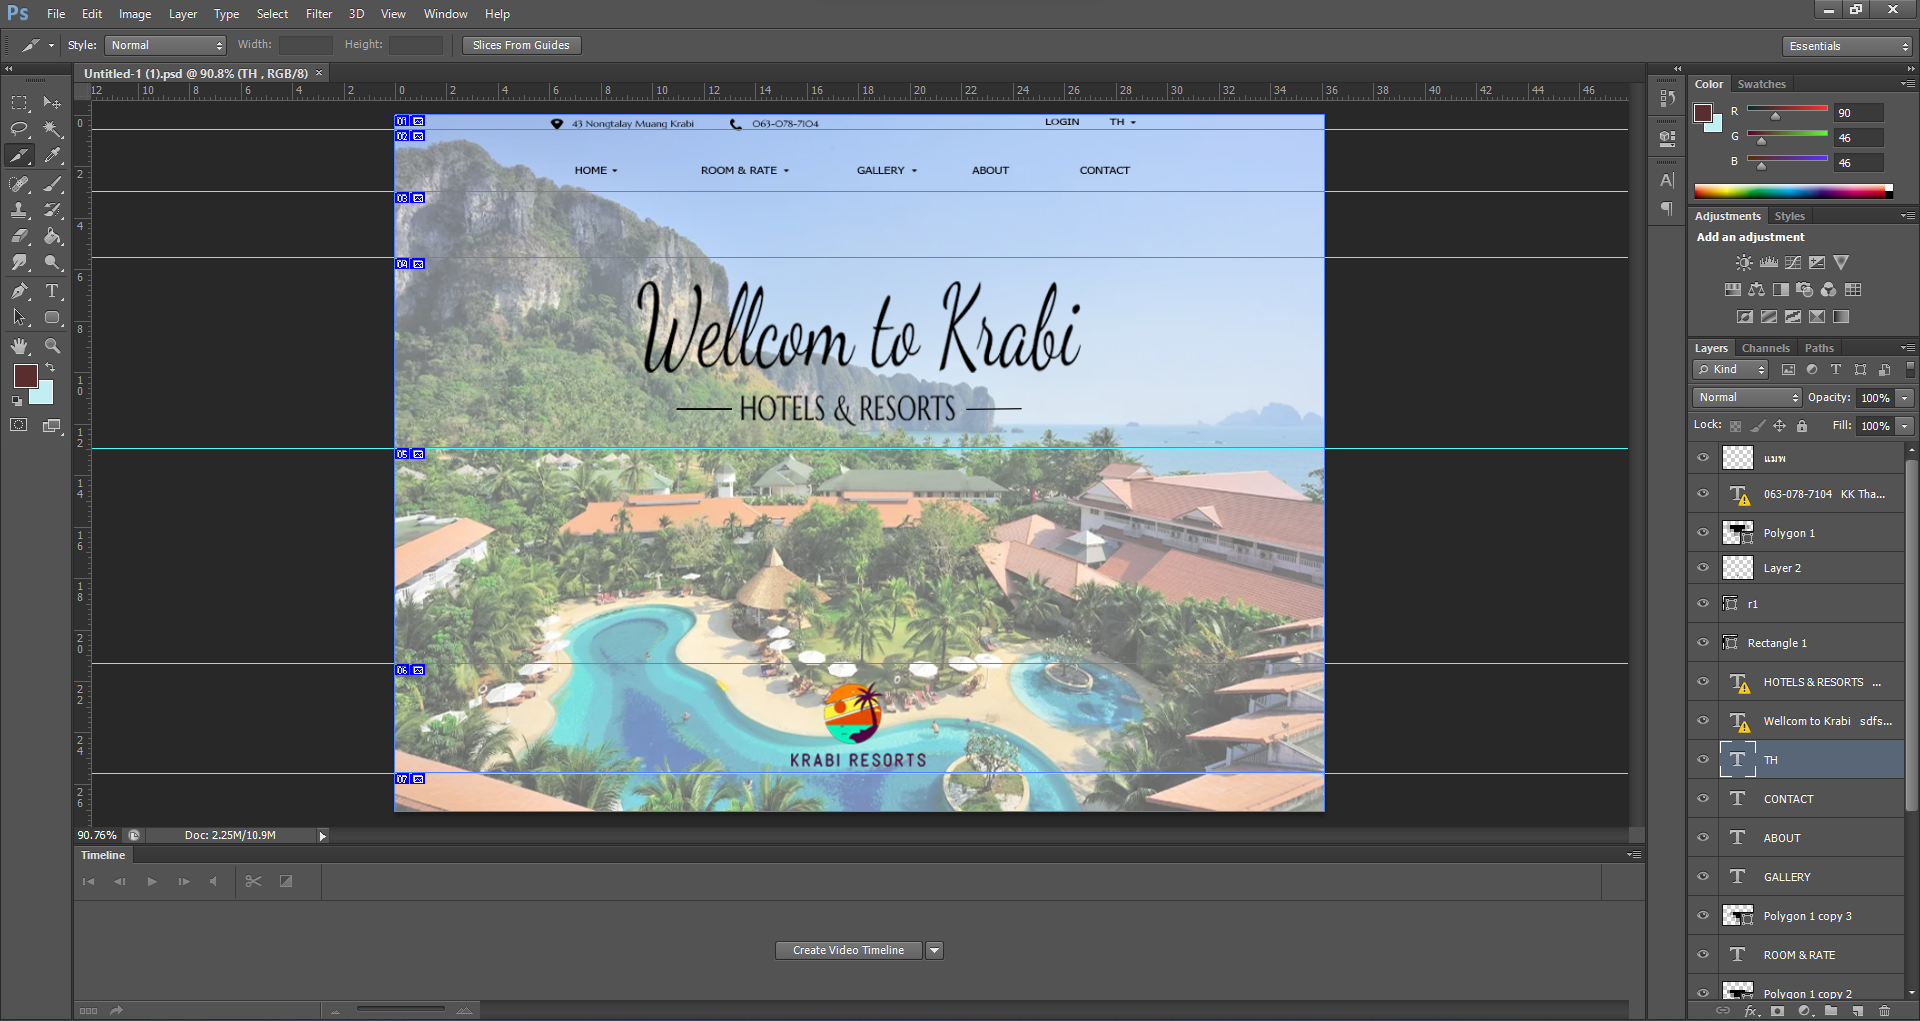 Ps File Edit Image Layer Type Select Filter 3D View Window Help
Style: Normal Width: Height: Slices From Guides Essentials
Untitled-1 (1).psd @ 90.8% (TH , RGB/8) ×
12 10 8 6 4 2 0 2 4 6 8 10 12 14 16 18 20 22 24 26 28 30 32 34 36 38 40 42 44 46
0
2
4
6
8
10
12
14
16
18
20
22
24
26
01
43 Nongtalay Muang Krabi 063-078-7104 LOGIN TH
02
HOME ROOM & RATE GALLERY ABOUT CONTACT
03
04
Wellcom to Krabi
HOTELS & RESORTS
05
06
KRABI RESORTS
07
90.76% Doc: 2.25M/10.9M
Timeline
Create Video Timeline
Color Swatches
R 90
G 46
B 46
Adjustments Styles
Add an adjustment
Layers Channels Paths
Kind
Normal Opacity: 100%
Lock: Fill: 100%
แมพ
063-078-7104 KK Tha...
Polygon 1
Layer 2
r1
Rectangle 1
HOTELS & RESORTS ...
Wellcom to Krabi sdfs...
TH
CONTACT
ABOUT
GALLERY
Polygon 1 copy 3
ROOM & RATE
Polygon 1 copy 2
fx